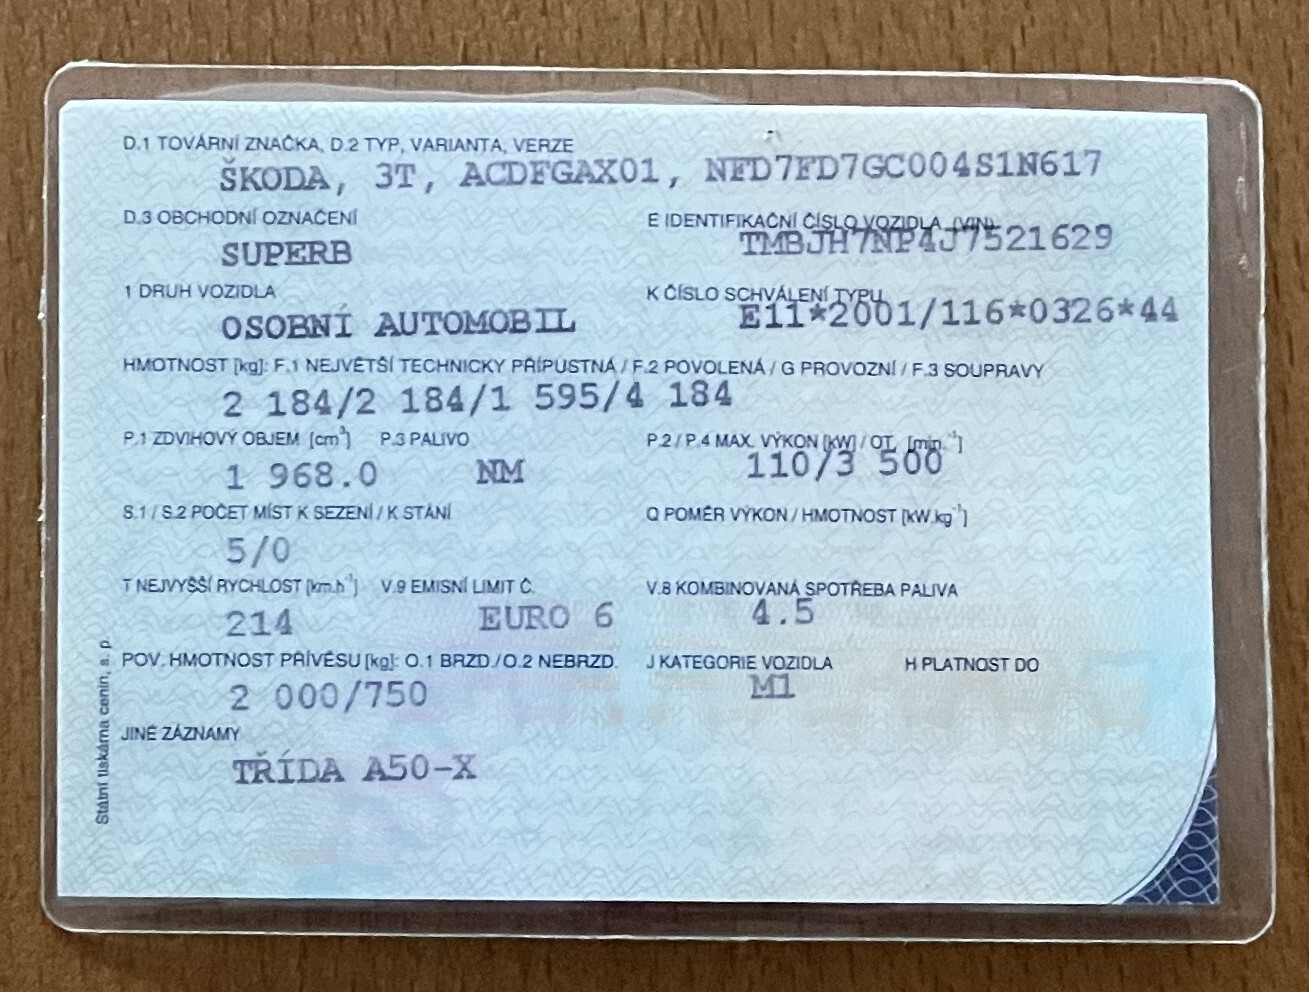 D.1 TOVÁRNÍ ZNAČKA, D.2 TYP, VARIANTA, VERZE
ŠKODA, 3T, ACDFGAX01, NFD7FD7GC004S1N617
D.3 OBCHODNÍ OZNAČENÍ E IDENTIFIKAČNÍ ČÍSLO VOZIDLA (VIN)
SUPERB TMBJH7NP4J7521629
1 DRUH VOZIDLA K ČÍSLO SCHVÁLENÍ TYPU
OSOBNÍ AUTOMOBIL E11*2001/116*0326*44
HMOTNOST [kg]: F.1 NEJVĚTŠÍ TECHNICKY PŘÍPUSTNÁ / F.2 POVOLENÁ / G PROVOZNÍ / F.3 SOUPRAVY
2 184/2 184/1 595/4 184
P.1 ZDVIHOVÝ OBJEM [cm³] P.3 PALIVO P.2 / P.4 MAX. VÝKON [kW] / OT. [min.⁻¹]
1 968.0 NM 110/3 500
S.1 / S.2 POČET MÍST K SEZENÍ / K STÁNÍ Q POMĚR VÝKON / HMOTNOST [kW.kg⁻¹]
5/0
T NEJVYŠŠÍ RYCHLOST [km.h⁻¹] V.9 EMISNÍ LIMIT Č. V.8 KOMBINOVANÁ SPOTŘEBA PALIVA
214 EURO 6 4.5
POV. HMOTNOST PŘÍVĚSU [kg]: O.1 BRZD./O.2 NEBRZD. J KATEGORIE VOZIDLA H PLATNOST DO
2 000/750 M1
JINÉ ZÁZNAMY
TŘÍDA A50-X
Státní tiskárna cenin, s. p.